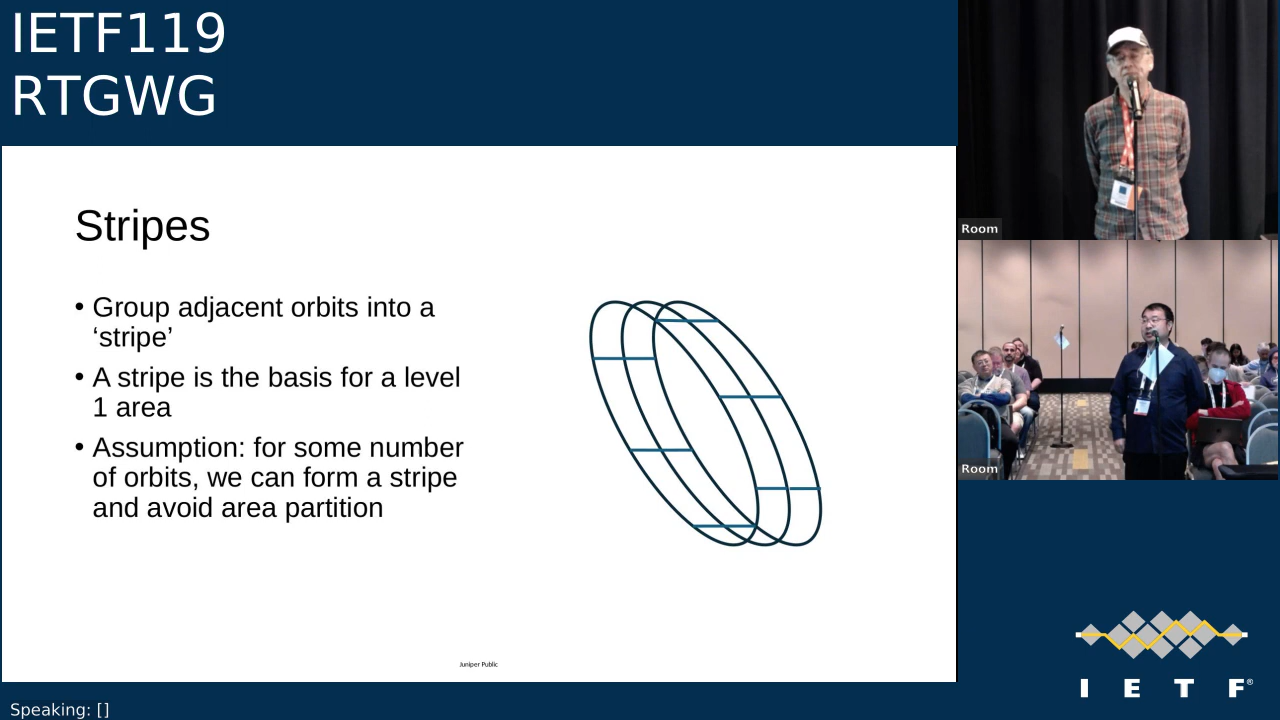 IETF119
RTGWG
Stripes
• Group adjacent orbits into a
‘stripe’
• A stripe is the basis for a level
1 area
• Assumption: for some number
of orbits, we can form a stripe
and avoid area partition
Juniper Public
Room
Room
I E T F®
Speaking: []